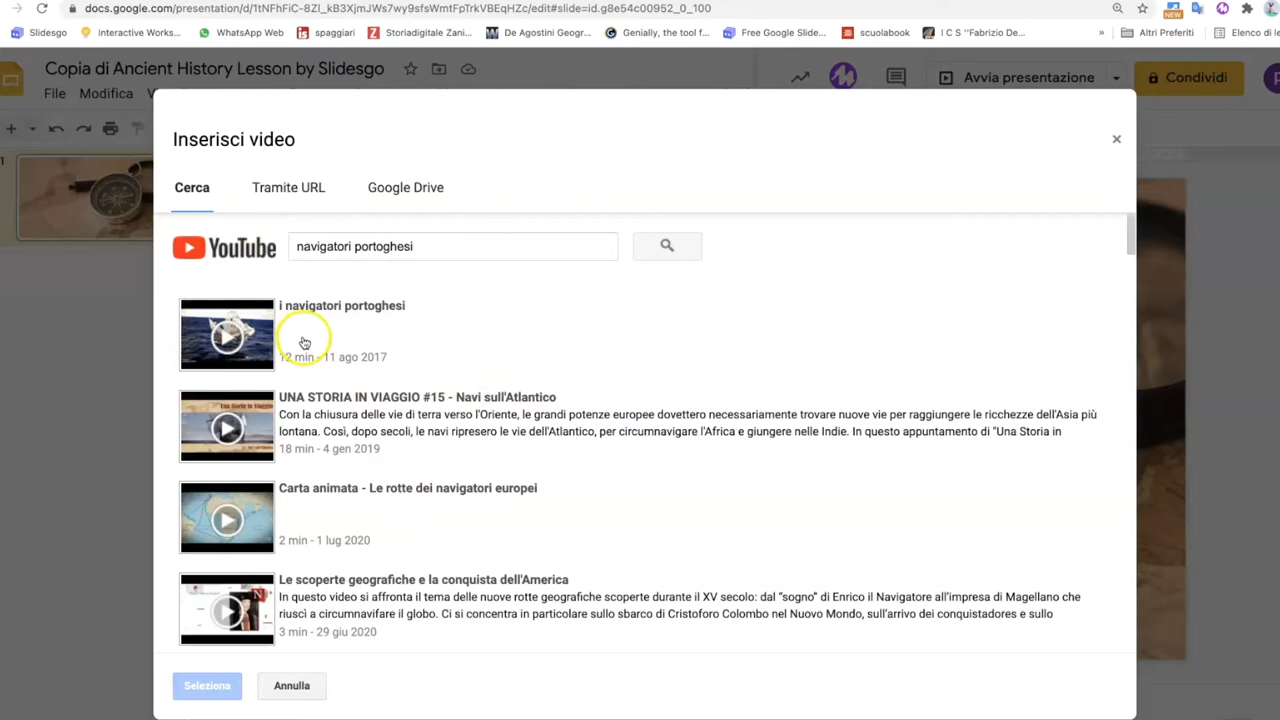 docs.google.com/presentation/d/1tNFhFiC-8ZI_kB3XjmJWs7wy9sfsWmtFpTrkVBEqHZc/edit#slide=id.g8e54c00952_0_100
NEW
Slidesgo
Interactive Works...
WhatsApp Web
spaggiari
Storiadigitale Zani...
De Agostini Geogr...
Genially, the tool f...
Free Google Slide...
scuolabook
I C S "Fabrizio De...
»
Altri Preferiti
Elenco di le
Copia di Ancient History Lesson by Slidesgo
File
Modifica
Avvia presentazione
Condividi
1
Inserisci video
×
Cerca
Tramite URL
Google Drive
YouTube
navigatori portoghesi
i navigatori portoghesi
12 min - 11 ago 2017
UNA STORIA IN VIAGGIO #15 - Navi sull'Atlantico
Con la chiusura delle vie di terra verso l'Oriente, le grandi potenze europee dovettero necessariamente trovare nuove vie per raggiungere le ricchezze dell'Asia più
lontana. Così, dopo secoli, le navi ripresero le vie dell'Atlantico, per circumnavigare l'Africa e giungere nelle Indie. In questo appuntamento di "Una Storia in
18 min - 4 gen 2019
Carta animata - Le rotte dei navigatori europei
2 min - 1 lug 2020
Le scoperte geografiche e la conquista dell'America
In questo video si affronta il tema delle nuove rotte geografiche scoperte durante il XV secolo: dal "sogno" di Enrico il Navigatore all'impresa di Magellano che
riuscì a circumnavifare il globo. Ci si concentra in particolare sullo sbarco di Cristoforo Colombo nel Nuovo Mondo, sull'arrivo dei conquistadores e sullo
3 min - 29 giu 2020
Seleziona
Annulla